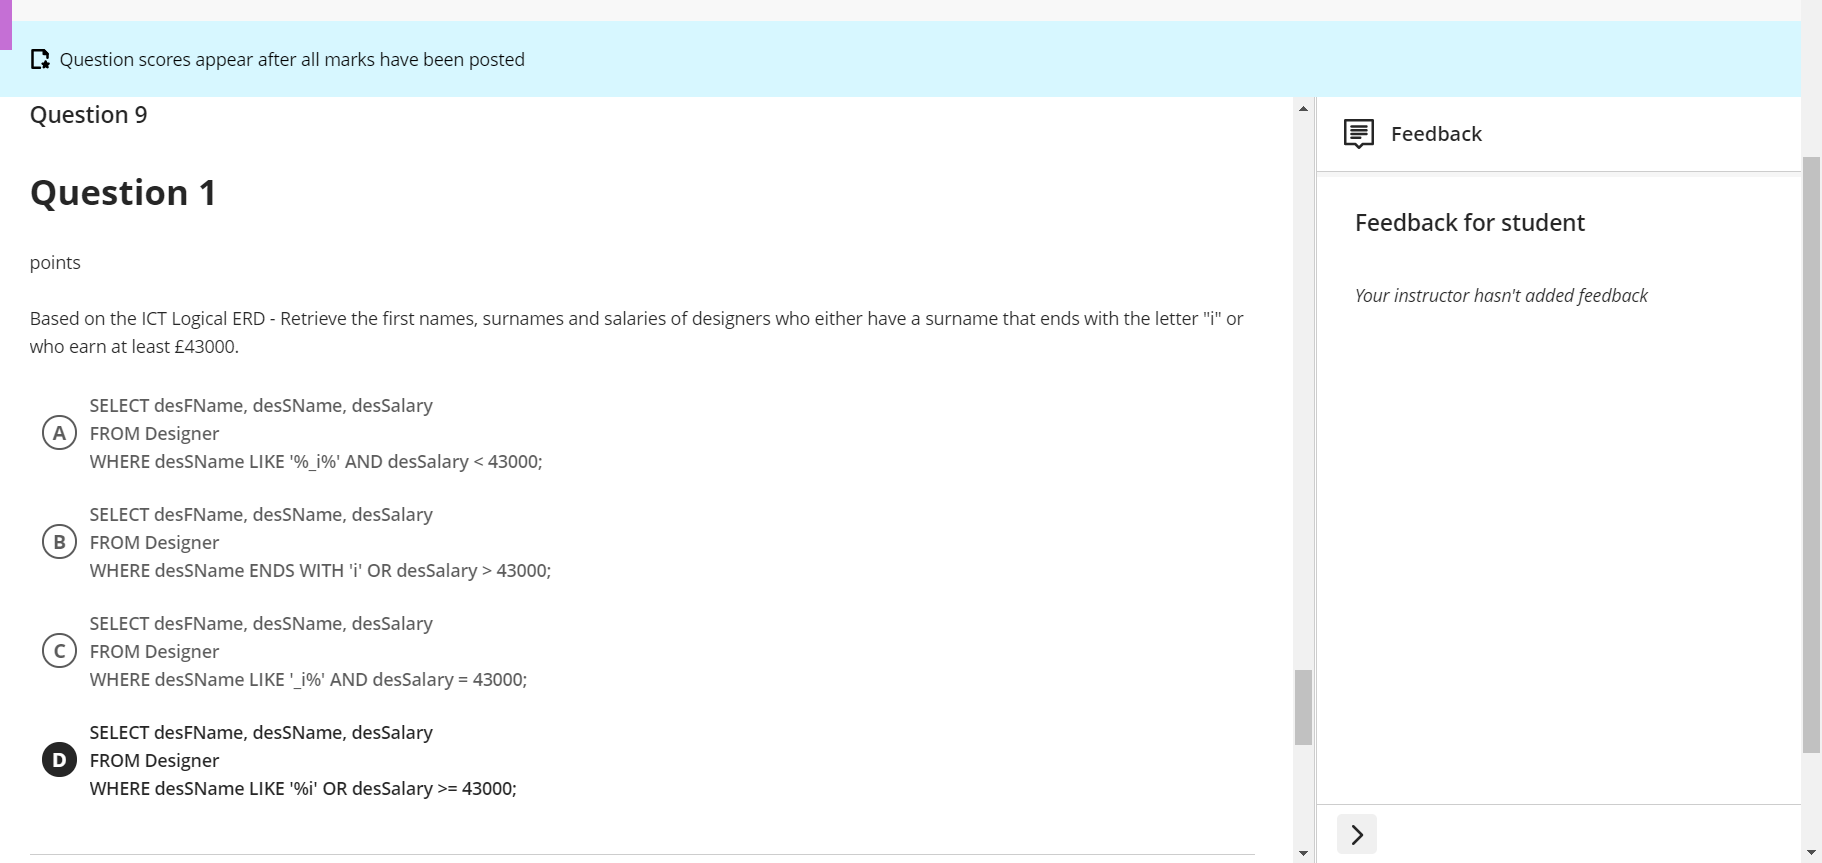 Question scores appear after all marks have been posted
Question 9
Question 1
points
Based on the ICT Logical ERD - Retrieve the first names, surnames and salaries of designers who either have a surname that ends with the letter "i" or
who earn at least £43000.
A
SELECT desFName, desSName, desSalary
FROM Designer
WHERE desSName LIKE '%_i%' AND desSalary < 43000;
B
SELECT desFName, desSName, desSalary
FROM Designer
WHERE desSName ENDS WITH 'i' OR desSalary > 43000;
C
SELECT desFName, desSName, desSalary
FROM Designer
WHERE desSName LIKE '_i%' AND desSalary = 43000;
D
SELECT desFName, desSName, desSalary
FROM Designer
WHERE desSName LIKE '%i' OR desSalary >= 43000;
Feedback
Feedback for student
Your instructor hasn't added feedback